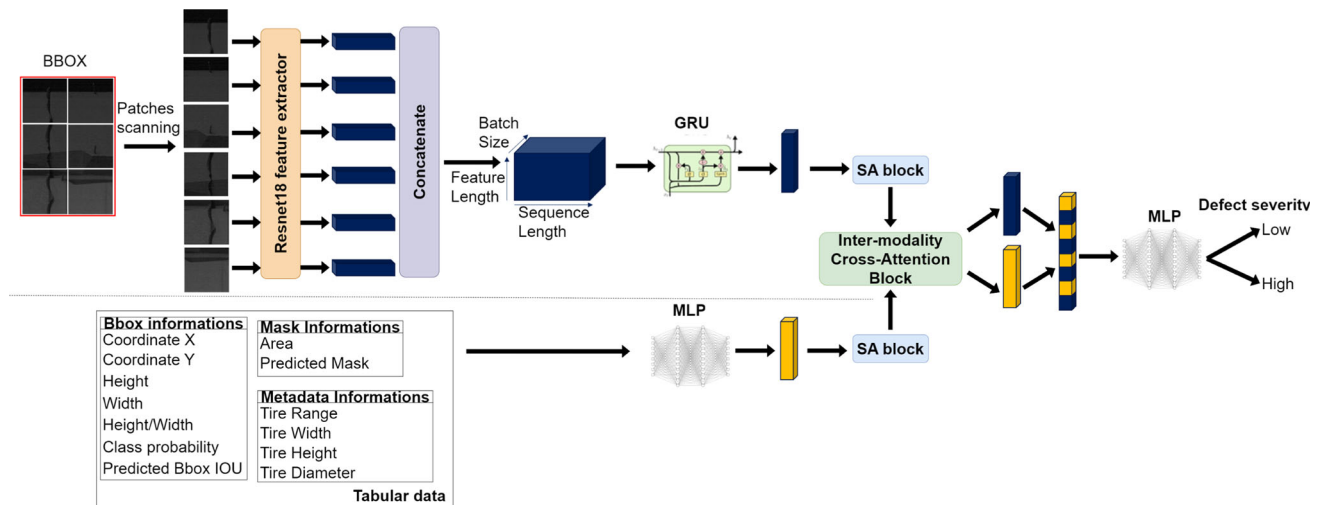 BBOX
Patches
scanning
Resnet18 feature extractor
Concatenate
Batch
Size
Feature
Length
Sequence
Length
GRU
SA block
Inter-modality
Cross-Attention
Block
MLP
Defect severity
Low
High
Bbox informations
Coordinate X
Coordinate Y
Height
Width
Height/Width
Class probability
Predicted Bbox IOU
Mask Informations
Area
Predicted Mask
Metadata Informations
Tire Range
Tire Width
Tire Height
Tire Diameter
Tabular data
MLP
SA block